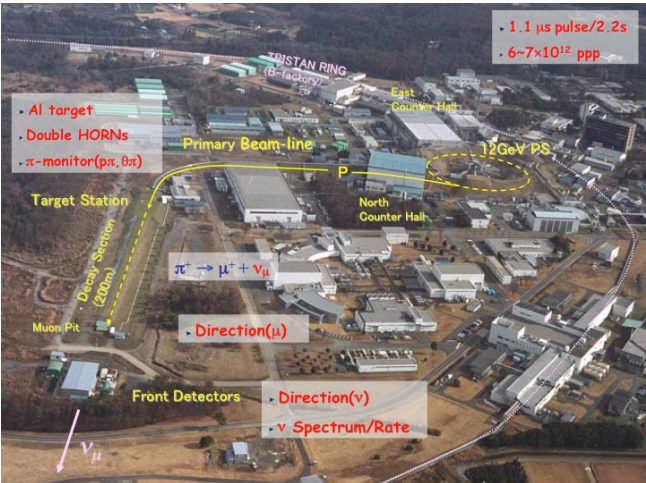 ▸ 1.1 μs pulse/2.2s
▸ 6~7×10¹² ppp
TRISTAN RING
(B-factory)
East
Counter Hall
▸ Al target
▸ Double HORNs
▸ π-monitor(pπ, θπ)
Primary Beam-line
12GeV PS
P
Target Station
North
Counter Hall
Decay Section
(200m)
π⁺ → μ⁺ + νμ
Muon Pit
▸ Direction(μ)
Front Detectors
▸ Direction(ν)
▸ ν Spectrum/Rate
νμ